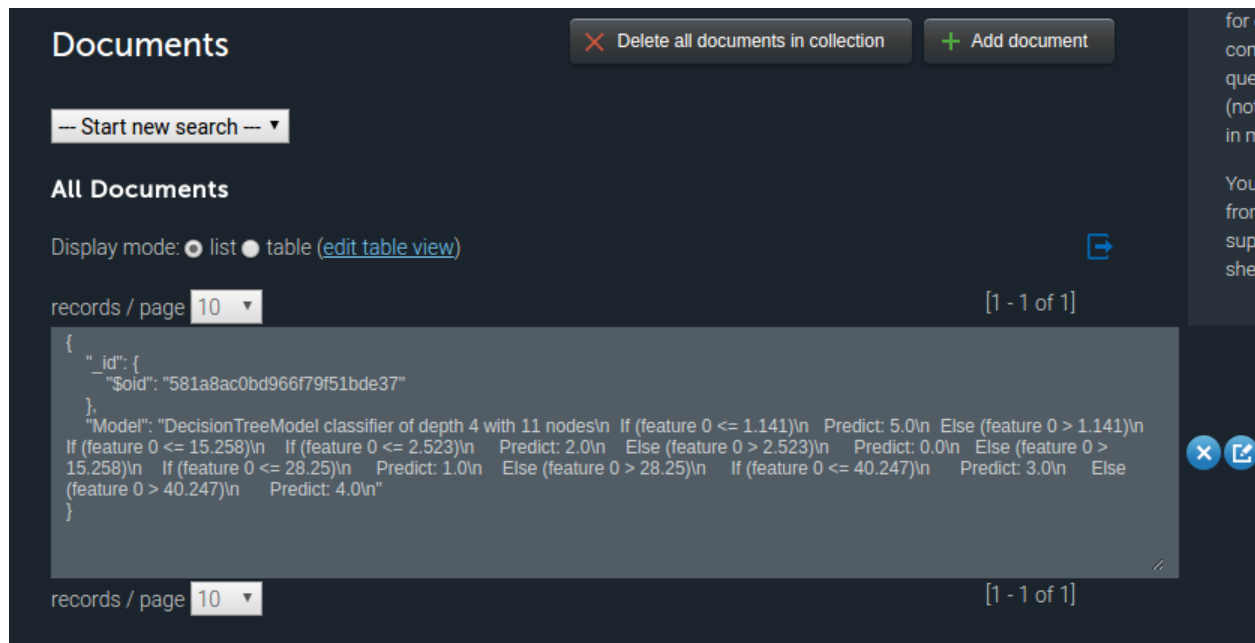 Documents
Delete all documents in collection
Add document
--- Start new search ---
All Documents
Display mode: list table (edit table view)
records / page 10
[1 - 1 of 1]
{
"_id": {
"$oid": "581a8ac0bd966f79f51bde37"
},
"Model": "DecisionTreeModel classifier of depth 4 with 11 nodes\n If (feature 0 <= 1.141)\n Predict: 5.0\n Else (feature 0 > 1.141)\n
If (feature 0 <= 15.258)\n If (feature 0 <= 2.523)\n Predict: 2.0\n Else (feature 0 > 2.523)\n Predict: 0.0\n Else (feature 0 >
15.258)\n If (feature 0 <= 28.25)\n Predict: 1.0\n Else (feature 0 > 28.25)\n If (feature 0 <= 40.247)\n Predict: 3.0\n Else
(feature 0 > 40.247)\n Predict: 4.0\n"
}
records / page 10
[1 - 1 of 1]
for
You